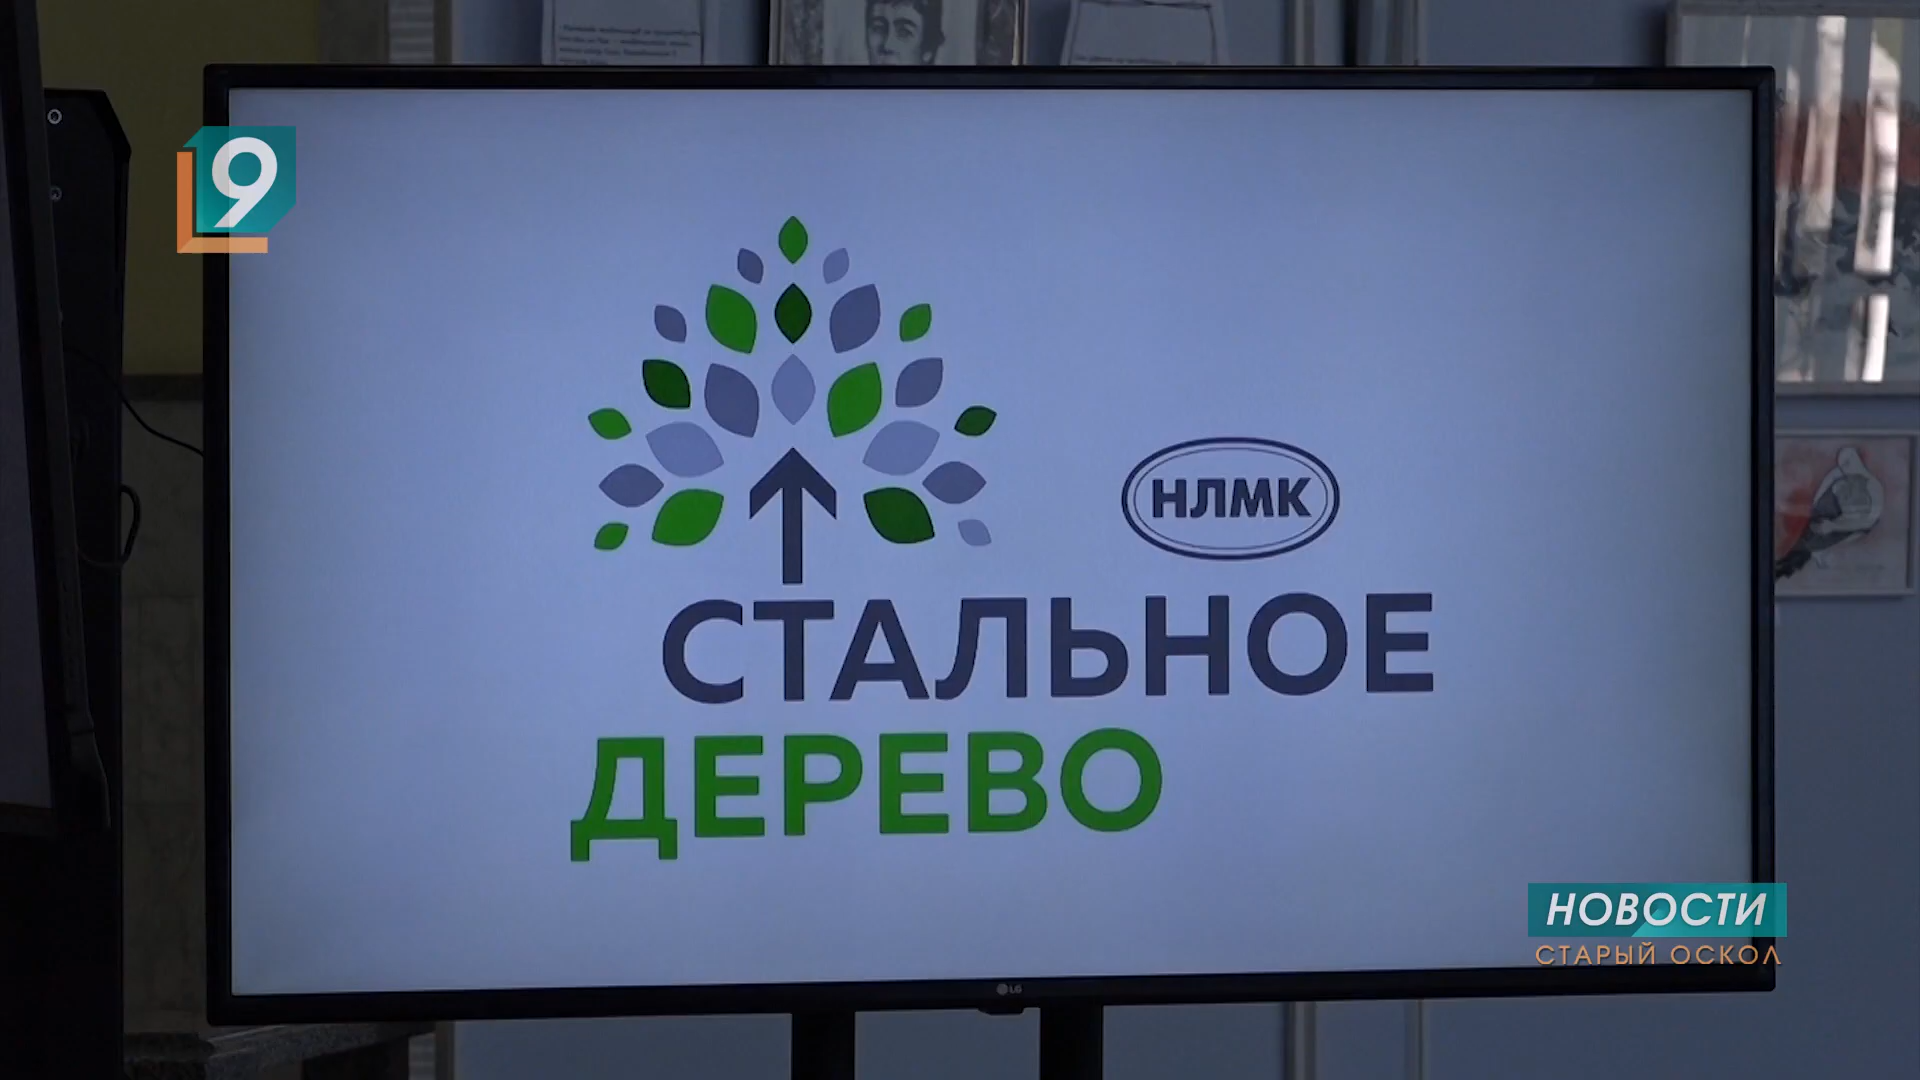 9
НЛМК
СТАЛЬНОЕ
ДЕРЕВО
LG
НОВОСТИ
СТАРЫЙ ОСКОЛ